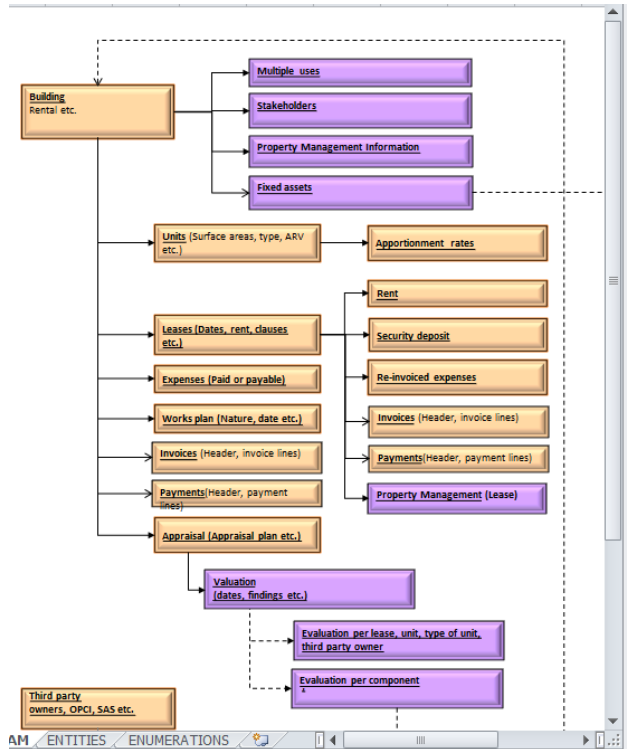 Multiple uses
Building
Rental etc.
Stakeholders
Property Management Information
Fixed assets
Units (Surface areas, type, ARV
etc.)
Apportionment rates
Rent
Leases (Dates, rent, clauses
etc.)
Security deposit
Expenses (Paid or payable)
Re-invoiced expenses
Works plan (Nature, date etc.)
Invoices (Header, invoice lines)
Invoices (Header, invoice lines)
Payments(Header, payment lines)
Payments(Header, payment
lines)
Property Management (Lease)
Appraisal (Appraisal plan etc.)
Valuation
(dates, findings etc.)
Evaluation per lease, unit, type of unit,
third party owner
Evaluation per component
Third party
owners, OPCI, SAS etc.
AM
ENTITIES
ENUMERATIONS